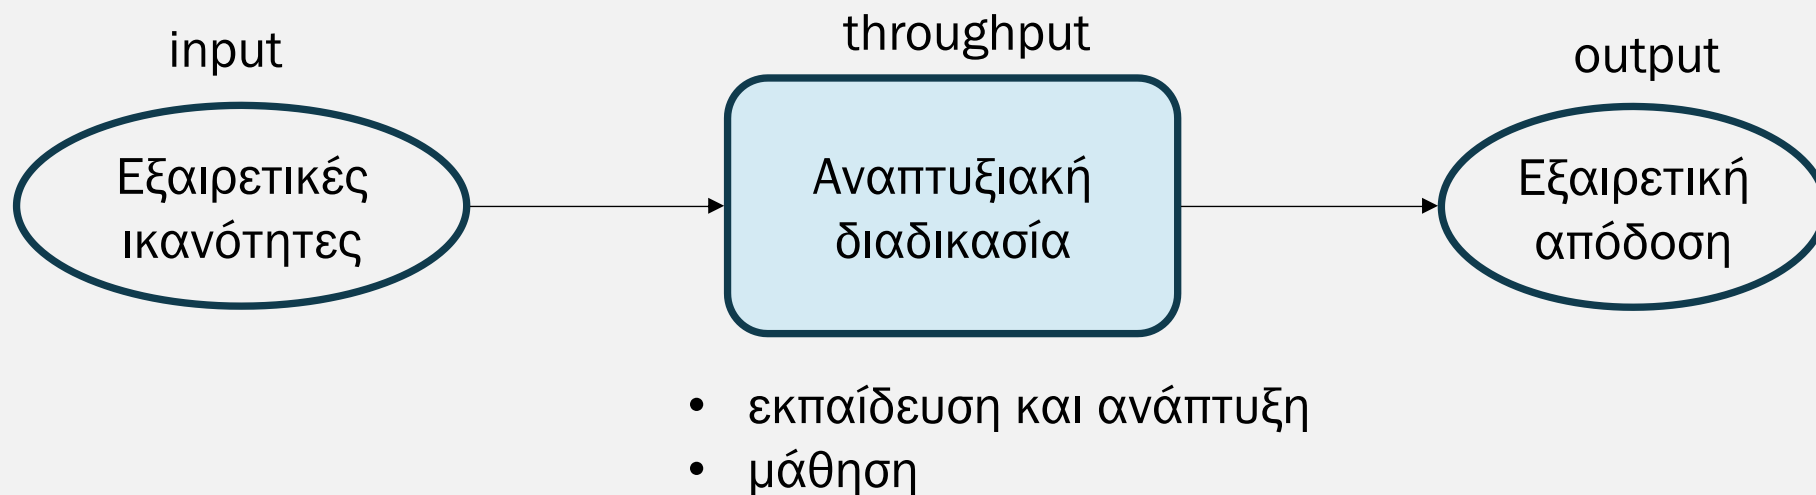 input
throughput
output
Εξαιρετικές
ικανότητες
Αναπτυξιακή
διαδικασία
Εξαιρετική
απόδοση
• εκπαίδευση και ανάπτυξη
• μάθηση